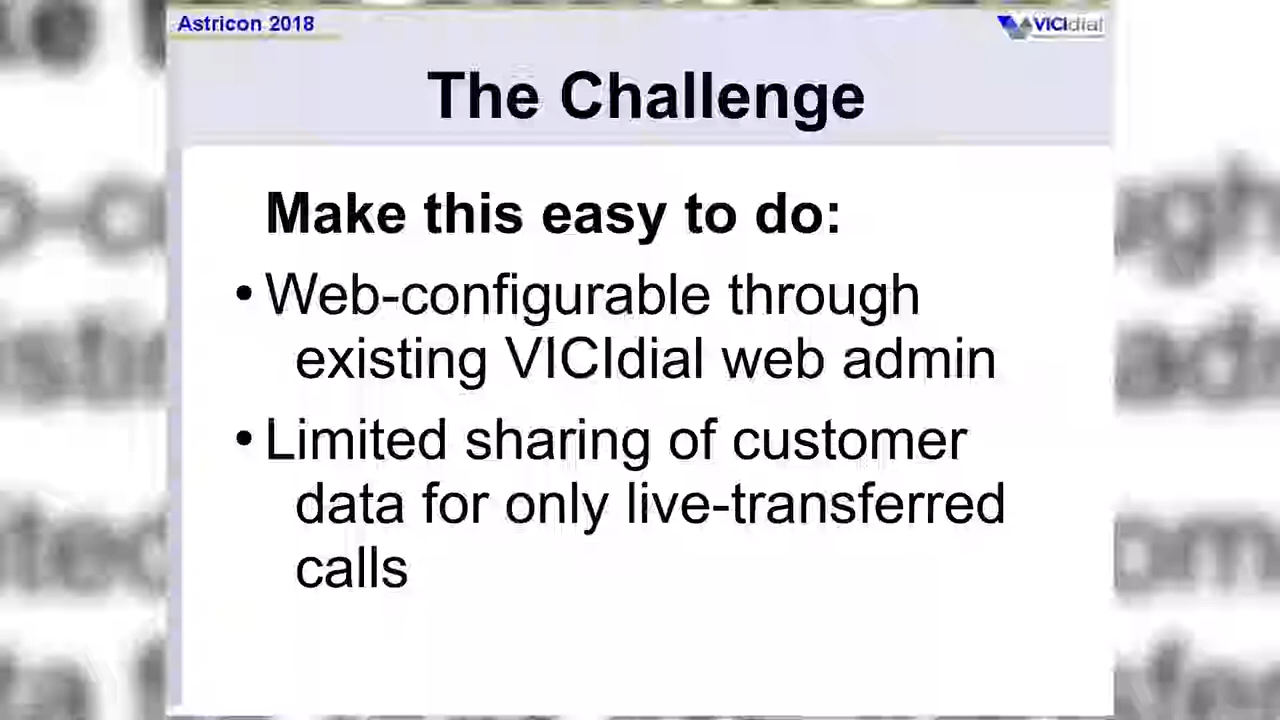 Astricon 2018
VICIdial
The Challenge
Make this easy to do:
• Web-configurable through
existing VICIdial web admin
• Limited sharing of customer
data for only live-transferred
calls